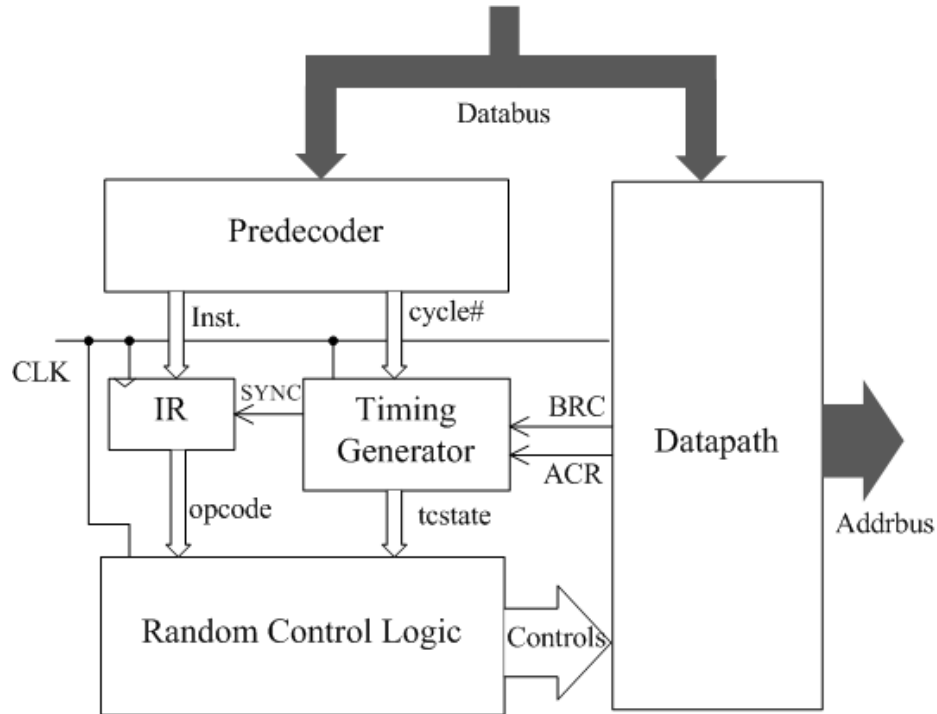 Databus
Predecoder
Inst.
cycle#
CLK
IR
SYNC
Timing
Generator
BRC
ACR
Datapath
Addrbus
opcode
tcstate
Random Control Logic
Controls